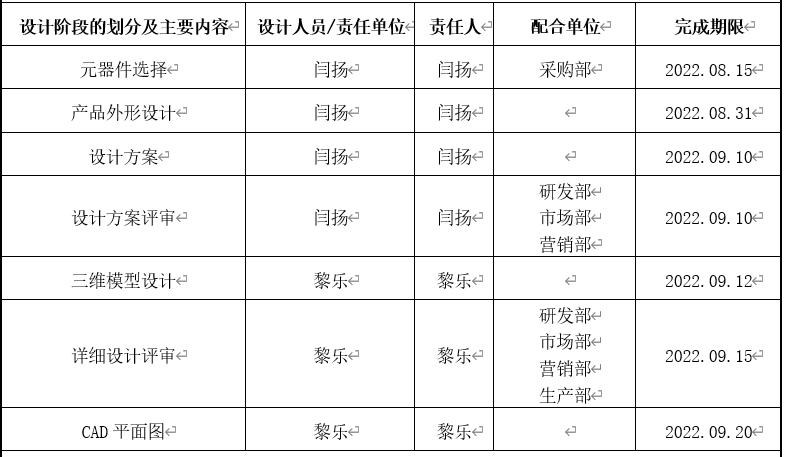 设计阶段的划分及主要内容 设计人员/责任单位 责任人 配合单位 完成期限
元器件选择 闫扬 闫扬 采购部 2022.08.15
产品外形设计 闫扬 闫扬 2022.08.31
设计方案 闫扬 闫扬 2022.09.10
设计方案评审 闫扬 闫扬 研发部
市场部
营销部 2022.09.10
三维模型设计 黎乐 黎乐 2022.09.12
详细设计评审 黎乐 黎乐 研发部
市场部
营销部
生产部 2022.09.15
CAD 平面图 黎乐 黎乐 2022.09.20